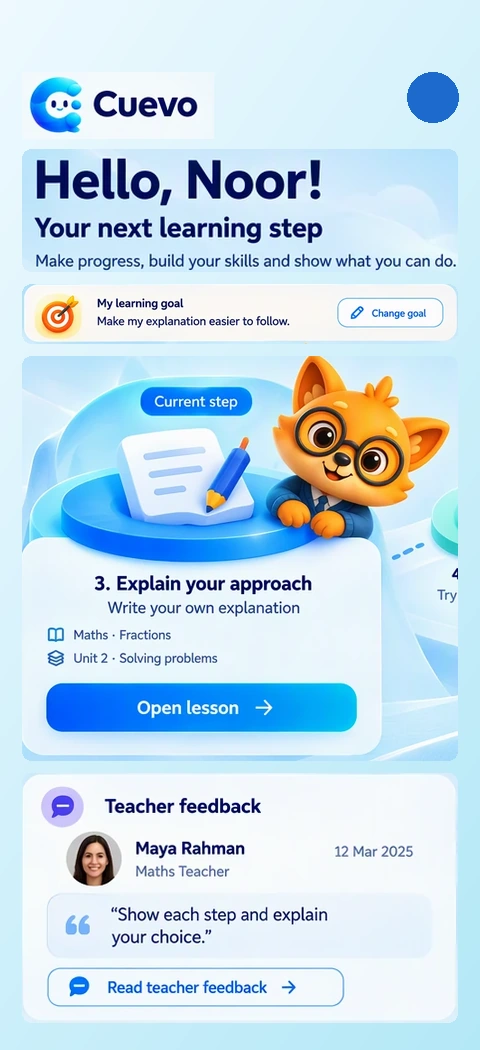 Cuevo
Hello, Noor!
Your next learning step
Make progress, build your skills and show what you can do.
My learning goal
Make my explanation easier to follow.
Change goal
Current step
3. Explain your approach
Write your own explanation
Maths · Fractions
Unit 2 · Solving problems
Open lesson
4
Try
Teacher feedback
Maya Rahman
12 Mar 2025
Maths Teacher
“Show each step and explain
your choice.”
Read teacher feedback